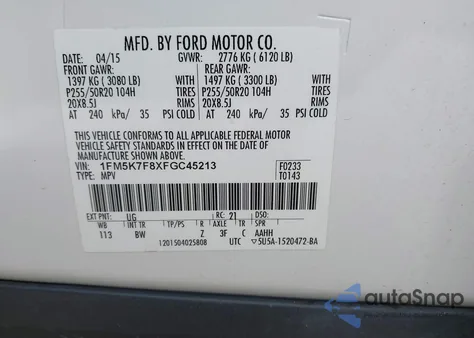 MFD. BY FORD MOTOR CO.
DATE: 04/15 GVWR: 2776 KG ( 6120 LB)
FRONT GAWR: REAR GAWR:
1397 KG ( 3080 LB) 1497 KG ( 3300 LB)
P255/50R20 104H TIRES P255/50R20 104H TIRES
20X8.5J RIMS 20X8.5J RIMS
AT 240 kPa/ 35 PSI COLD AT 240 kPa/ 35 PSI COLD
THIS VEHICLE CONFORMS TO ALL APPLICABLE FEDERAL MOTOR
VEHICLE SAFETY STANDARDS IN EFFECT ON THE DATE OF
MANUFACTURE SHOWN ABOVE.
VIN: 1FM5K7F8XFGC45213 F0233
TYPE: MPV T0143
EXT PNT: UG RC: 21 DSO:
WB INT TR TP/PS R AXLE TR SPR
113 BW Z 3F C AAHH
1201504025808 UTC 5U5A-1520472-BA
autoSnap